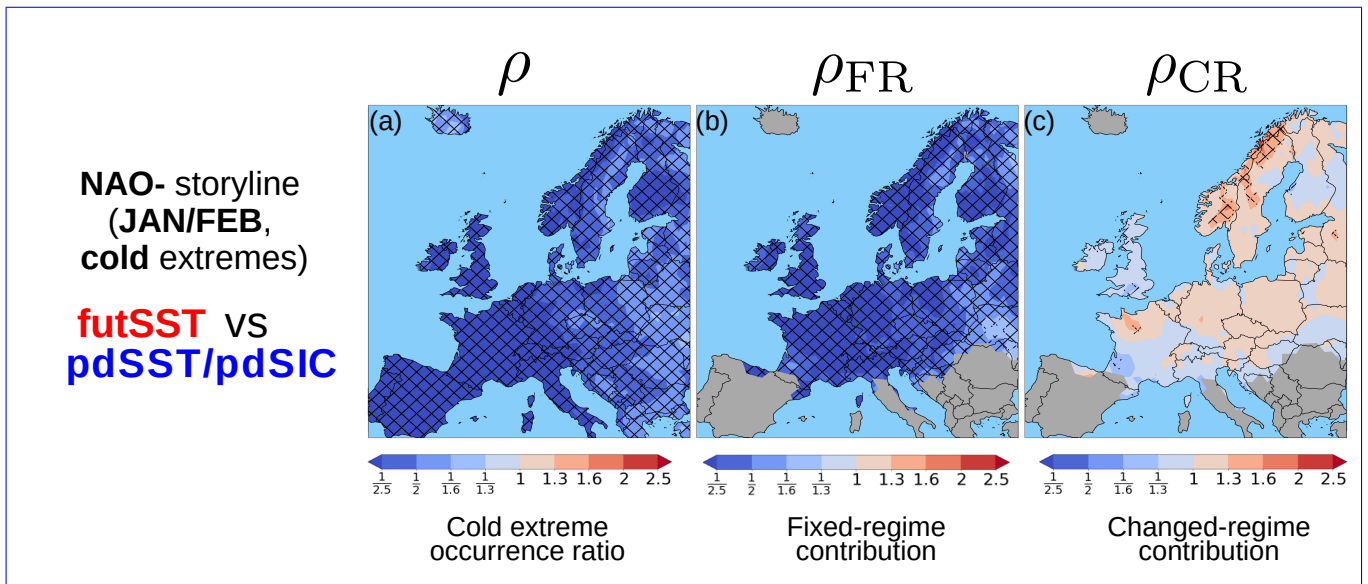 ρ ρFR ρCR
(a) (b) (c)
NAO- storyline
(JAN/FEB,
cold extremes)
futSST vs
pdSST/pdSIC
1/2.5 1/2 1/1.6 1/1.3 1 1.3 1.6 2 2.5
1/2.5 1/2 1/1.6 1/1.3 1 1.3 1.6 2 2.5
1/2.5 1/2 1/1.6 1/1.3 1 1.3 1.6 2 2.5
Cold extreme
occurrence ratio
Fixed-regime
contribution
Changed-regime
contribution